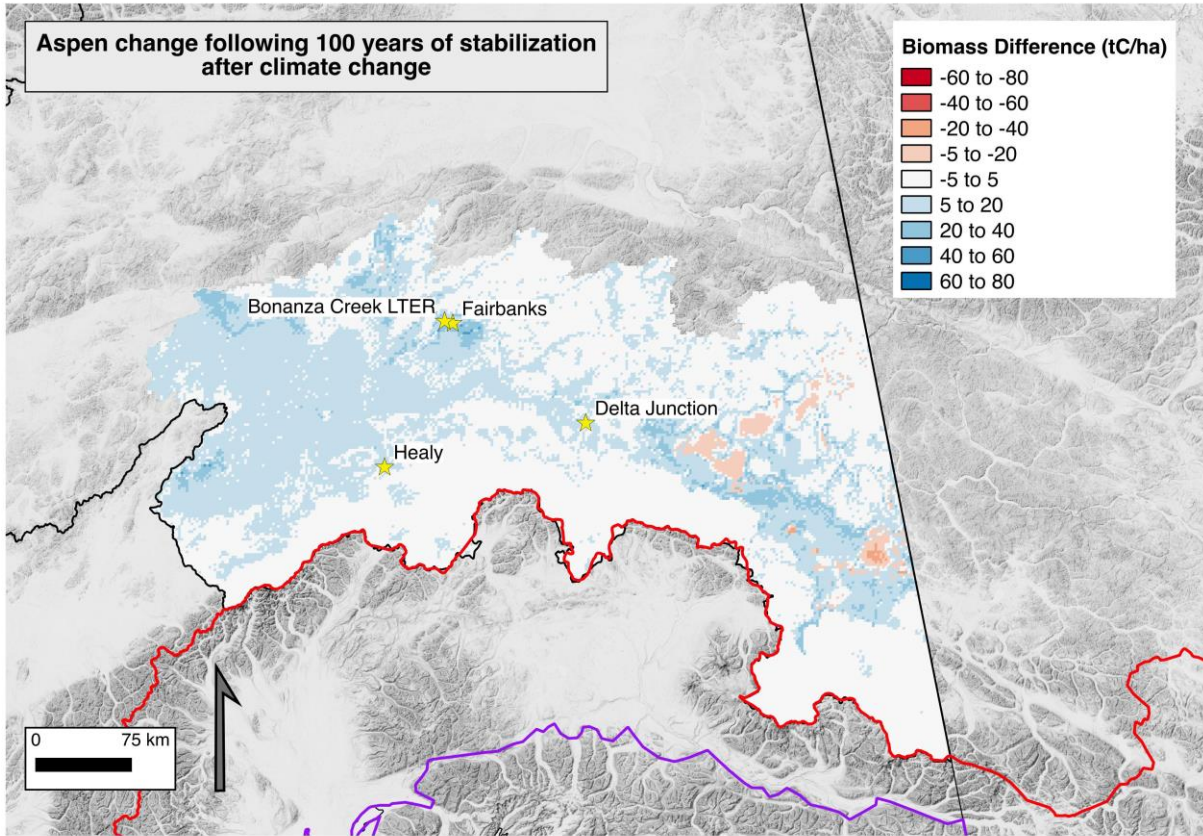 Aspen change following 100 years of stabilization
after climate change
Biomass Difference (tC/ha)
-60 to -80
-40 to -60
-20 to -40
-5 to -20
-5 to 5
5 to 20
20 to 40
40 to 60
60 to 80
Bonanza Creek LTER
Fairbanks
Delta Junction
Healy
0 75 km